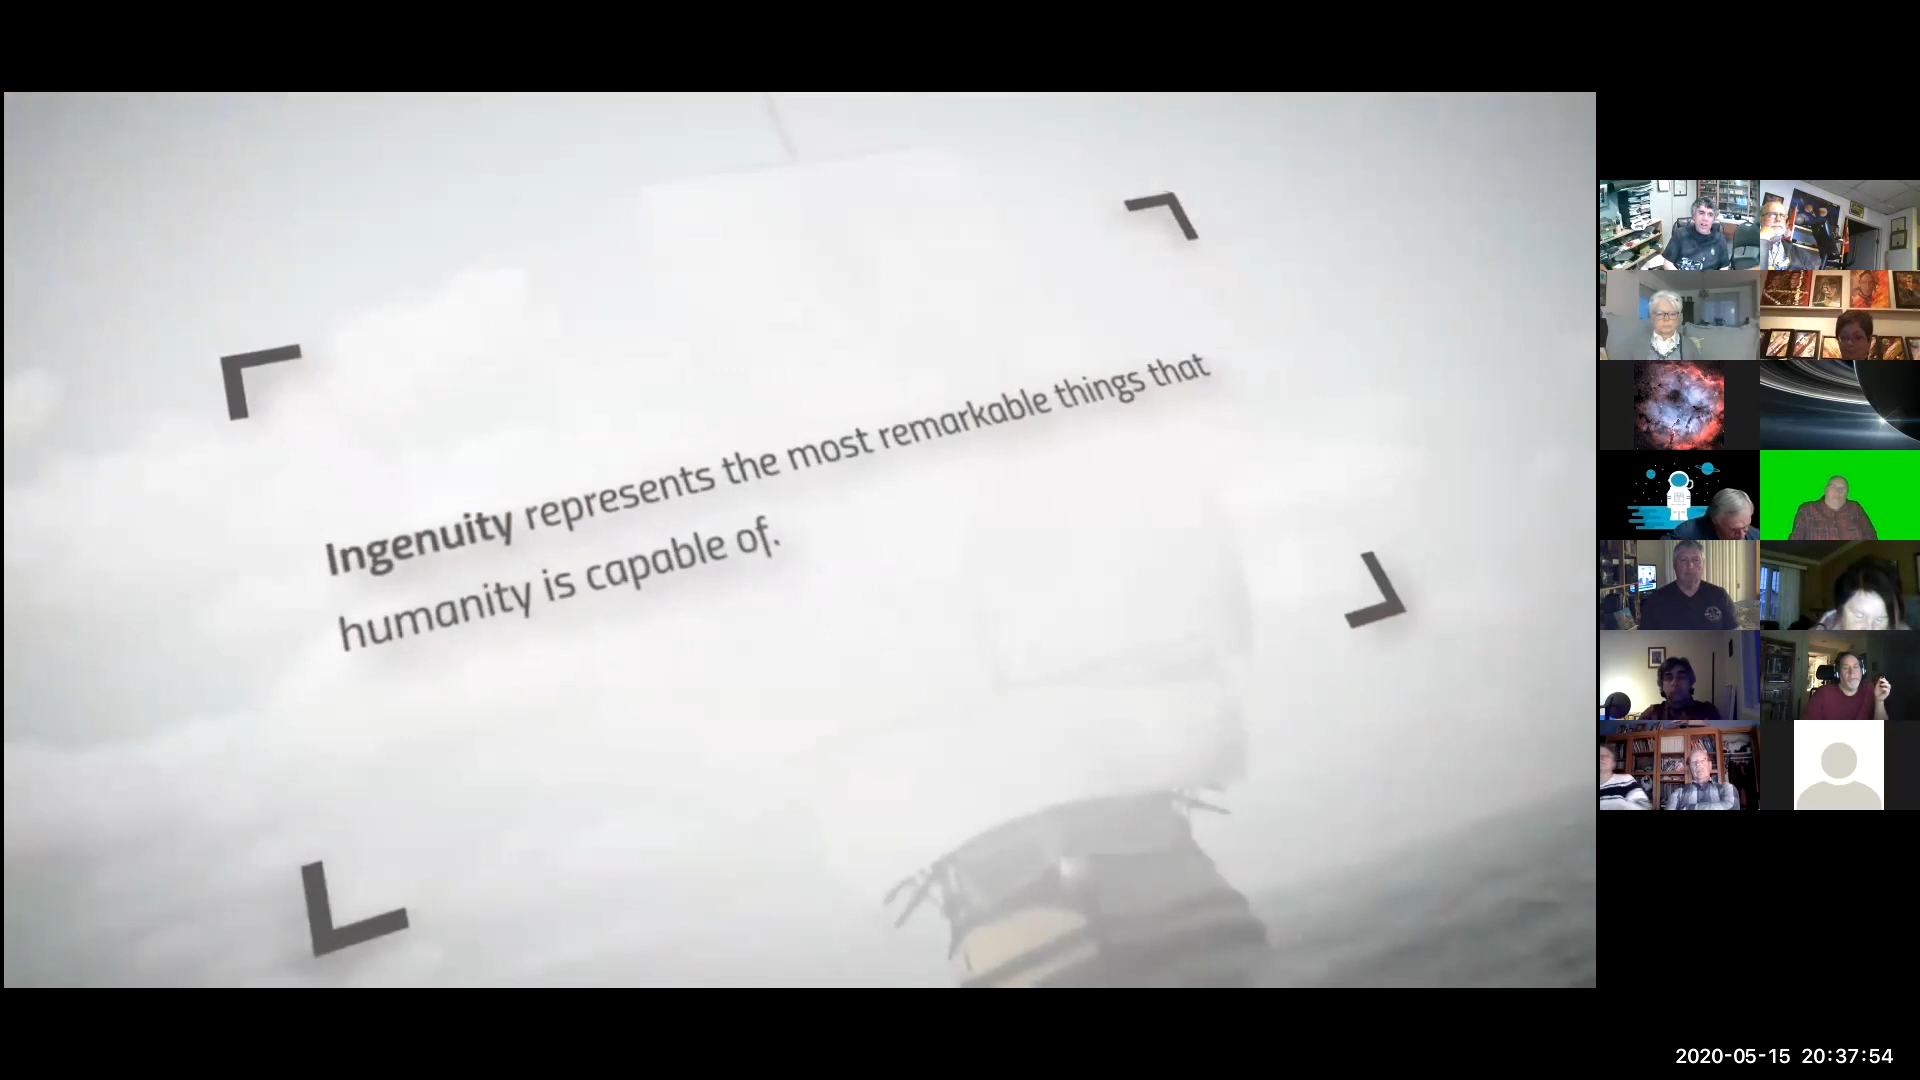 Ingenuity represents the most remarkable things that
humanity is capable of.
2020-05-15 20:37:54